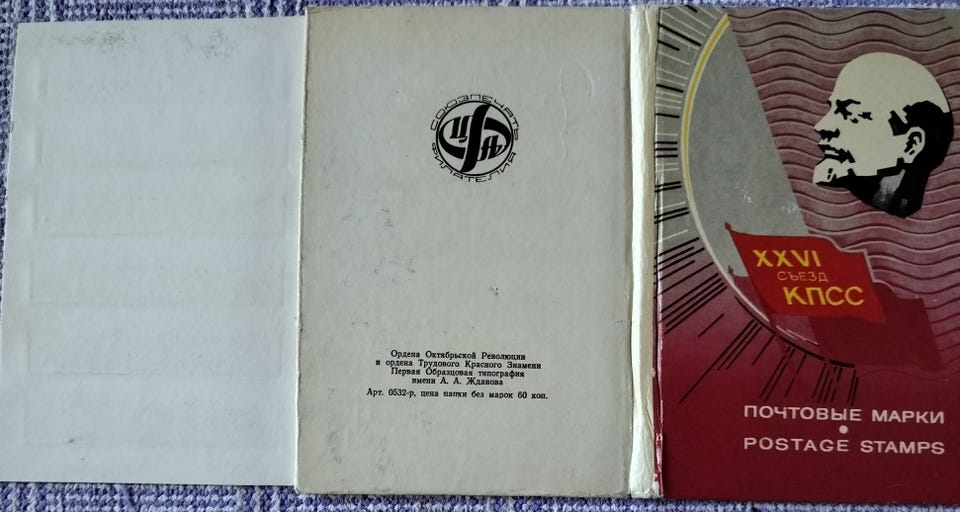 СОЮЗПЕЧАТЬ
ЦФА
ФИЛАТЕЛИЯ
Ордена Октябрьской Революции
и ордена Трудового Красного Знамени
Первая Образцовая типография
имени А. А. Жданова
Арт. 0532-р, цена папки без марок 60 коп.
XXVI
СЪЕЗД
КПСС
ПОЧТОВЫЕ МАРКИ
POSTAGE STAMPS